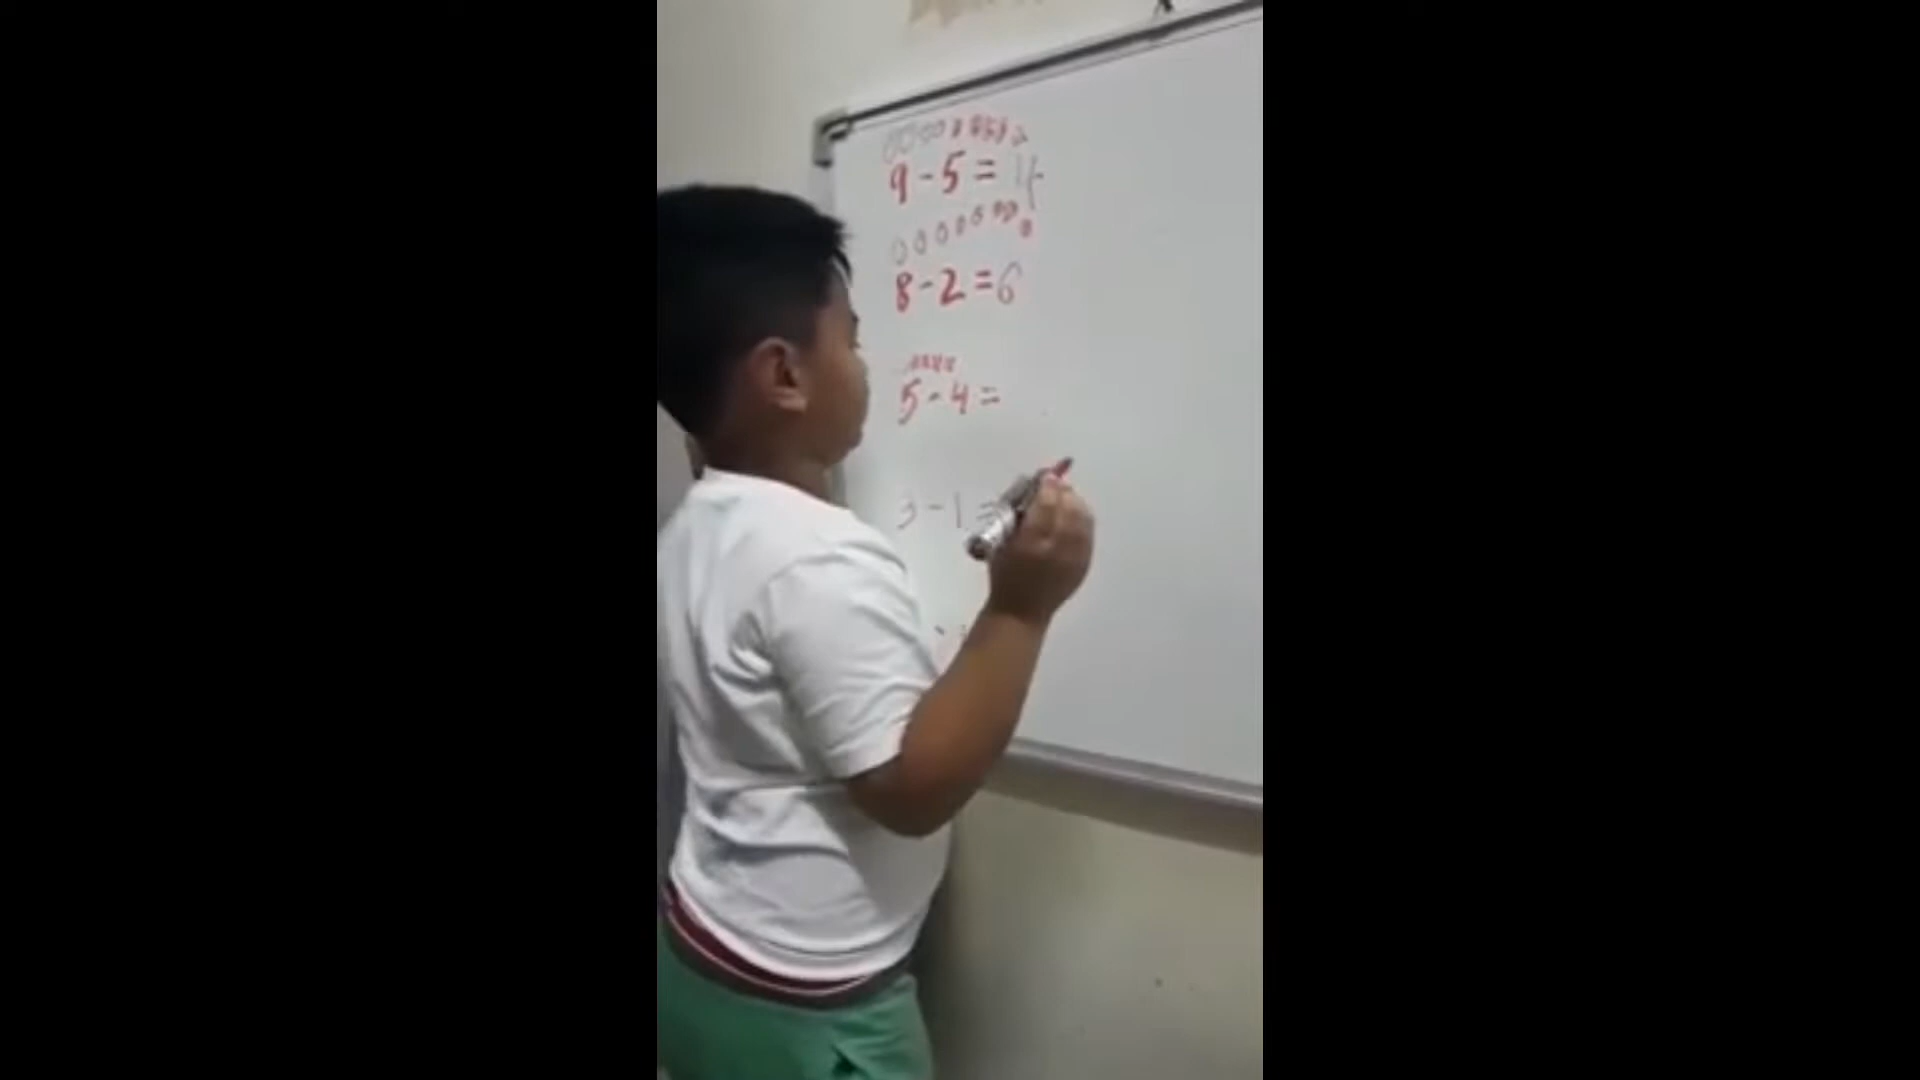 9 - 5 = 4
8 - 2 = 6
5 - 4 =
3 - 1 =